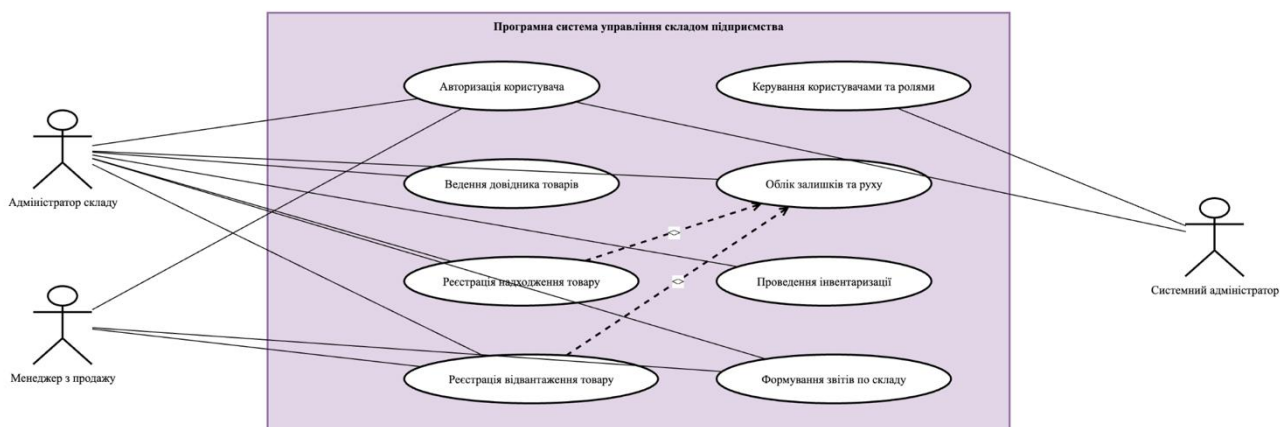 Програмна система управління складом підприємства
Авторизація користувача
Керування користувачами та ролями
Адміністратор складу
Ведення довідника товарів
Облік залишків та руху
<>
Реєстрація надходження товару
<>
Проведення інвентаризації
Системний адміністратор
Менеджер з продажу
Реєстрація відвантаження товару
Формування звітів по складу